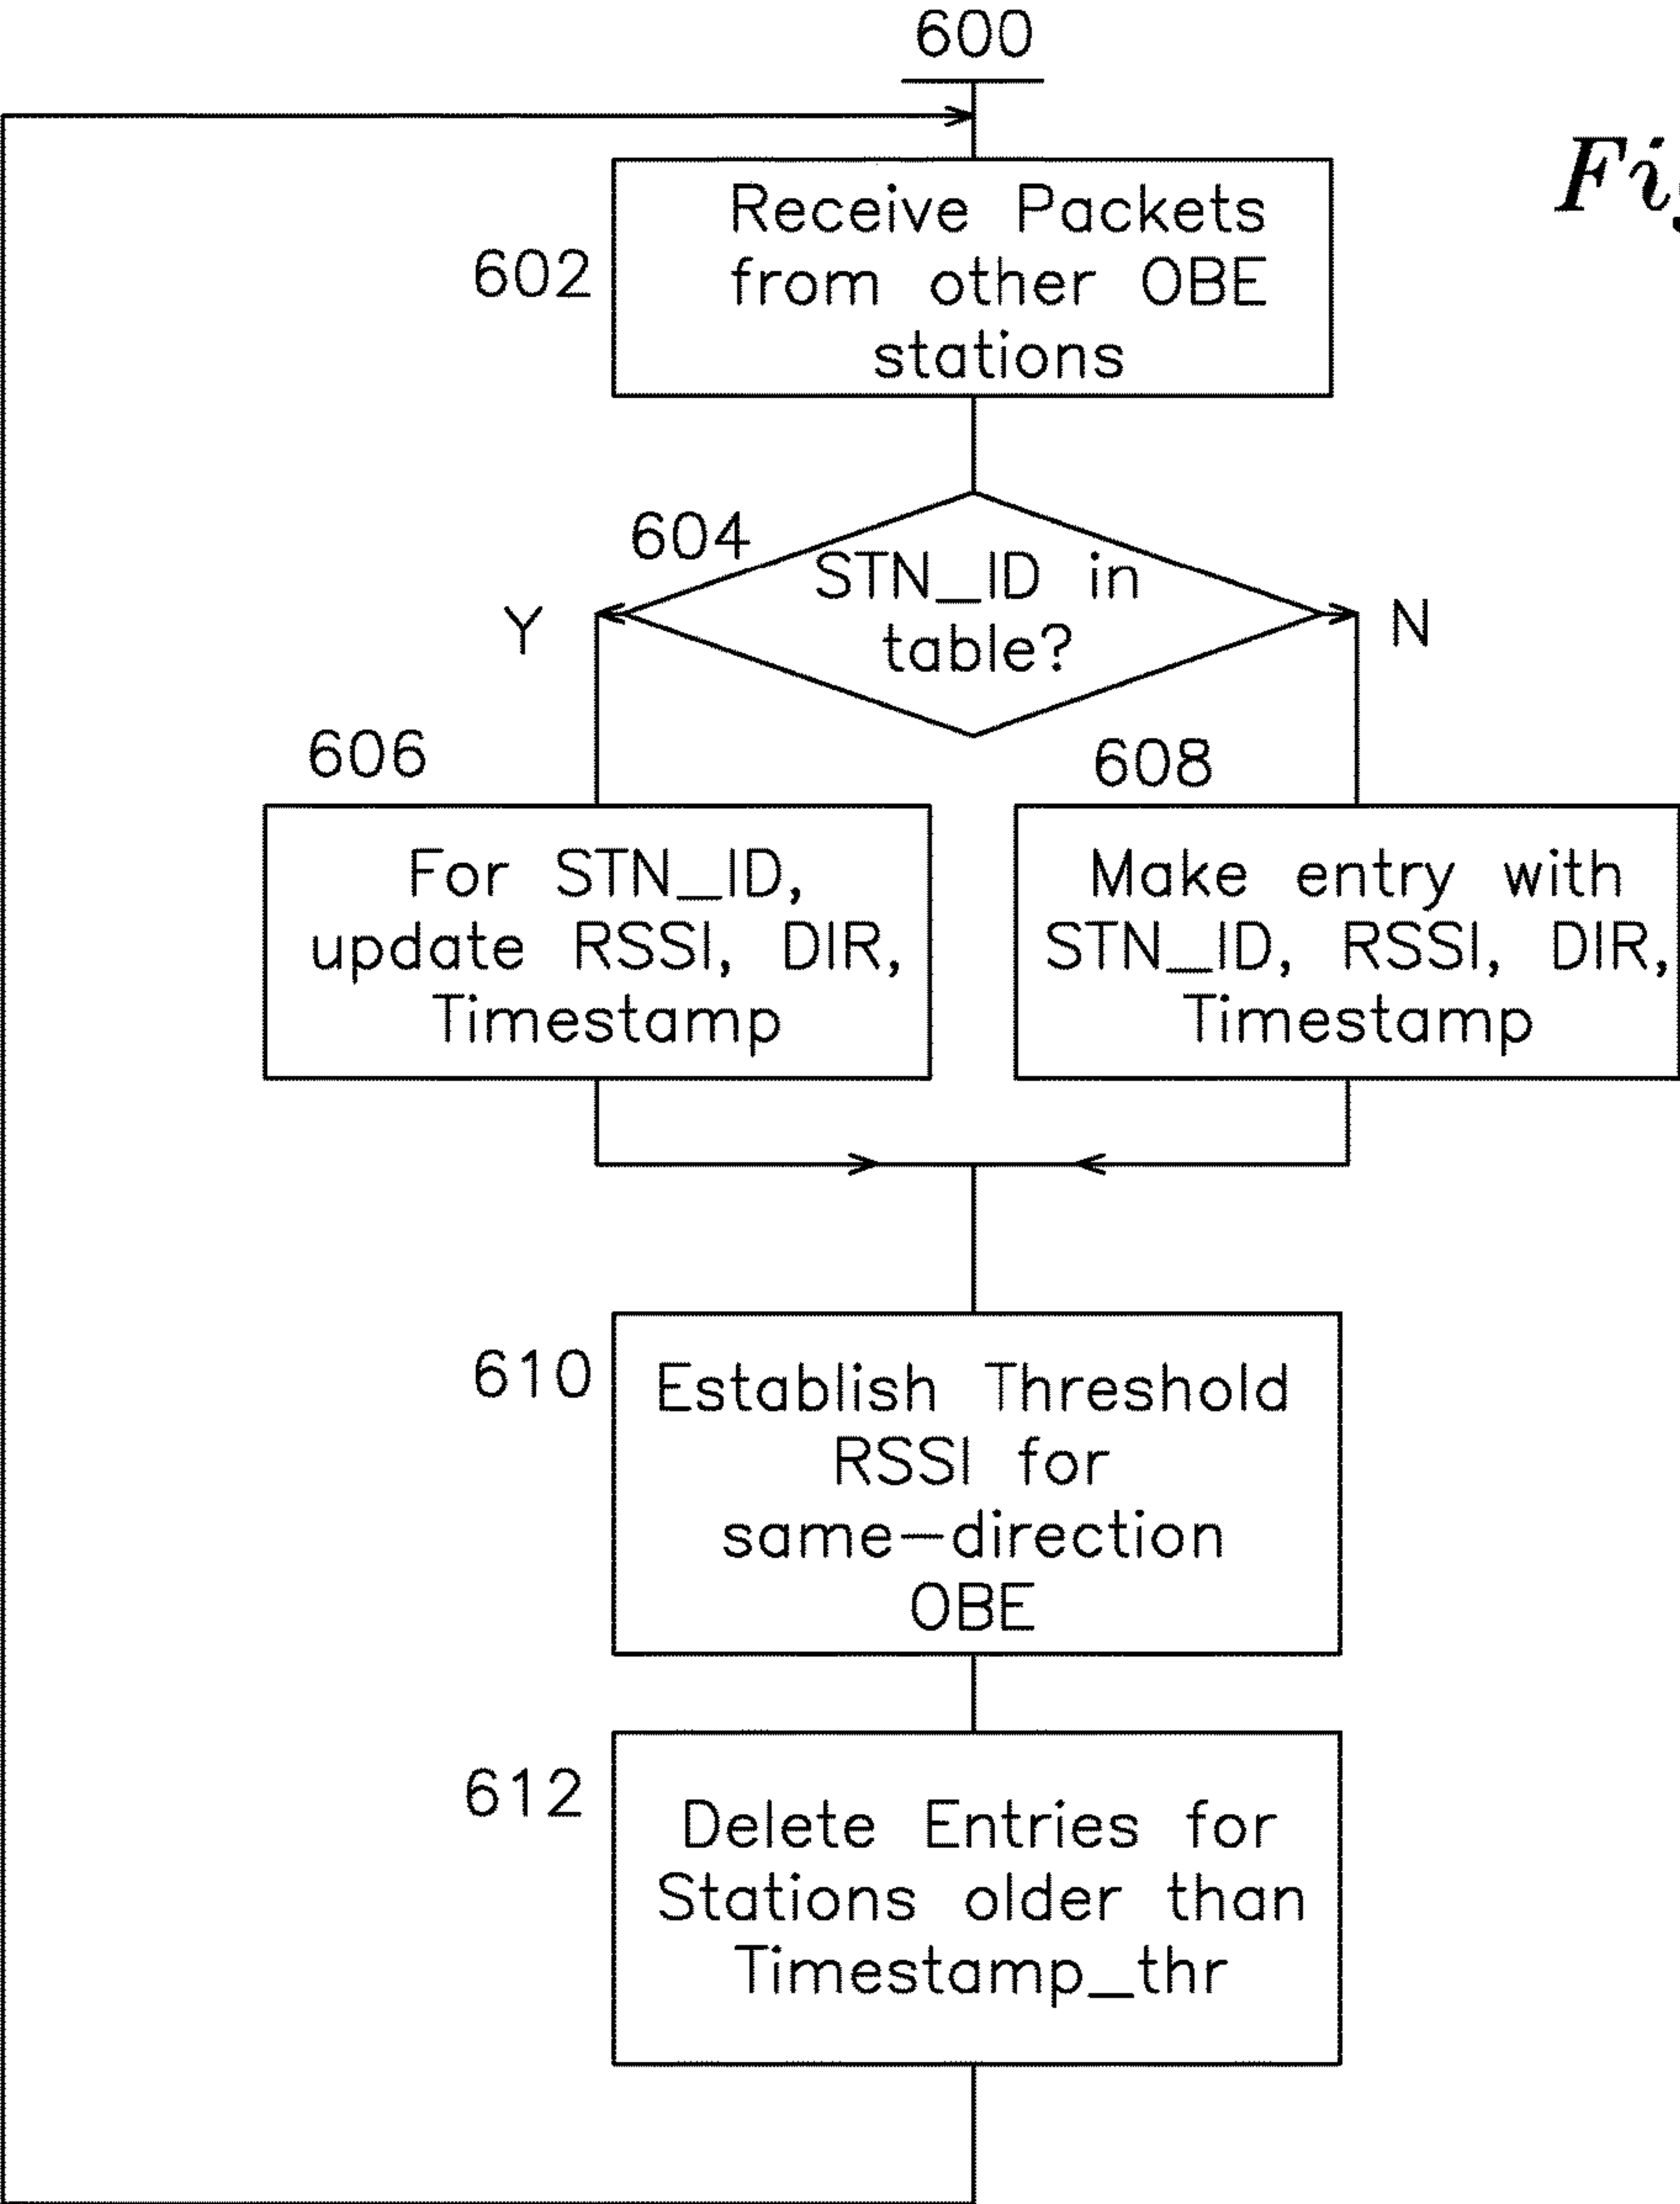 600
602
Receive Packets
from other OBE
stations
604
STN_ID in
table?
Y
N
606
For STN_ID,
update RSSI, DIR,
Timestamp
608
Make entry with
STN_ID, RSSI, DIR,
Timestamp
610
Establish Threshold
RSSI for
same-direction
OBE
612
Delete Entries for
Stations older than
Timestamp_thr